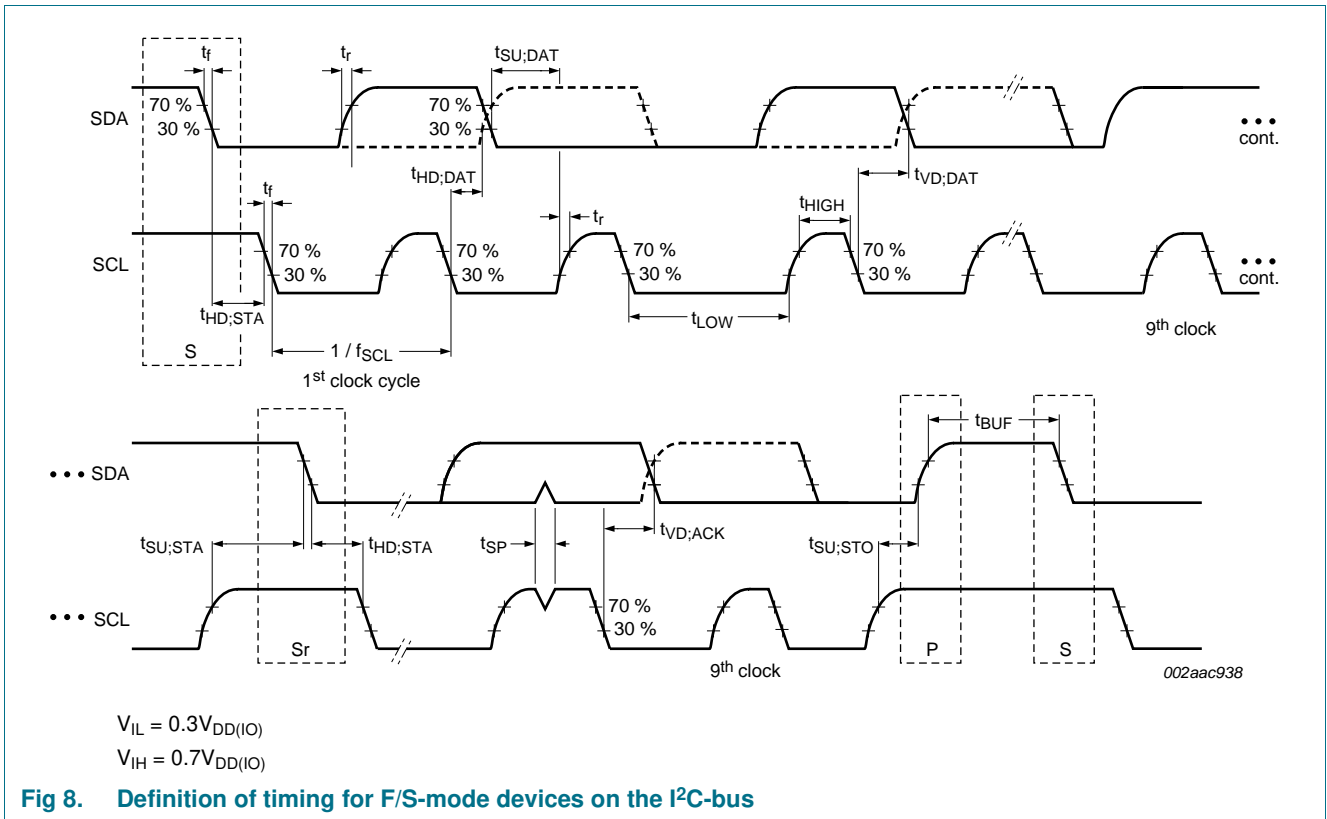 tf
tr
tSU;DAT
SDA
70 %
30 %
70 %
30 %
• • •
cont.
tHD;DAT
tVD;DAT
tf
tr
tHIGH
SCL
70 %
30 %
70 %
30 %
70 %
30 %
• • •
cont.
tHD;STA
tLOW
9th clock
S
1 / fSCL
1st clock cycle
tBUF
• • • SDA
tSU;STA
tHD;STA
tSP
tVD;ACK
tSU;STO
• • • SCL
70 %
30 %
Sr
9th clock
P
S
002aac938
VIL = 0.3VDD(IO)
VIH = 0.7VDD(IO)
Fig 8. Definition of timing for F/S-mode devices on the I²C-bus